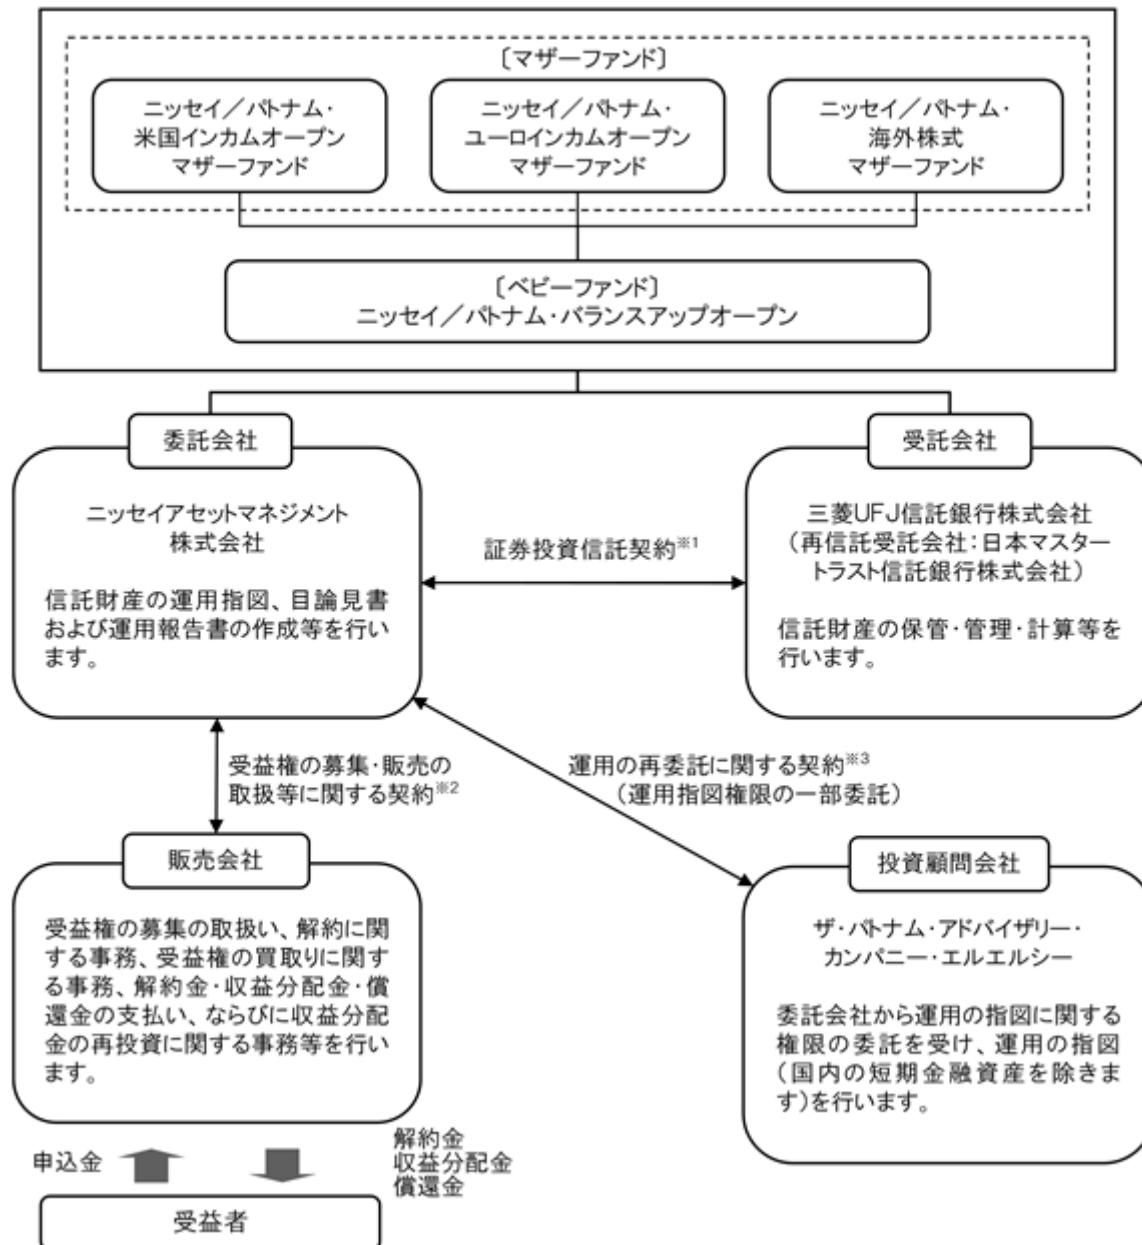 〔マザーファンド〕
ニッセイ／パトナム・
米国インカムオープン
マザーファンド
ニッセイ／パトナム・
ユーロインカムオープン
マザーファンド
ニッセイ／パトナム・
海外株式
マザーファンド
〔ベビーファンド〕
ニッセイ／パトナム・バランスアップオープン
委託会社
ニッセイアセットマネジメント
株式会社
信託財産の運用指図、目論見書
および運用報告書の作成等を行い
ます。
証券投資信託契約※1
受託会社
三菱UFJ信託銀行株式会社
（再信託受託会社：日本マスター
トラスト信託銀行株式会社）
信託財産の保管・管理・計算等を
行います。
受益権の募集・販売の
取扱等に関する契約※2
運用の再委託に関する契約※3
（運用指図権限の一部委託）
販売会社
受益権の募集の取扱い、解約に関
する事務、受益権の買取りに関す
る事務、解約金・収益分配金・償
還金の支払い、ならびに収益分配
金の再投資に関する事務等を行い
ます。
投資顧問会社
ザ・パトナム・アドバイザリー・
カンパニー・エルエルシー
委託会社から運用の指図に関する
権限の委託を受け、運用の指図
（国内の短期金融資産を除きま
す）を行います。
申込金
解約金
収益分配金
償還金
受益者